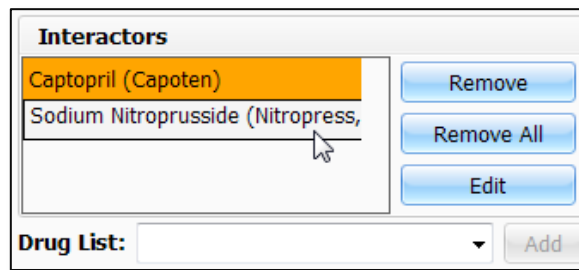 Interactors
Captopril (Capoten)
Remove
Sodium Nitroprusside (Nitropress,
Remove All
Edit
Drug List:
Add